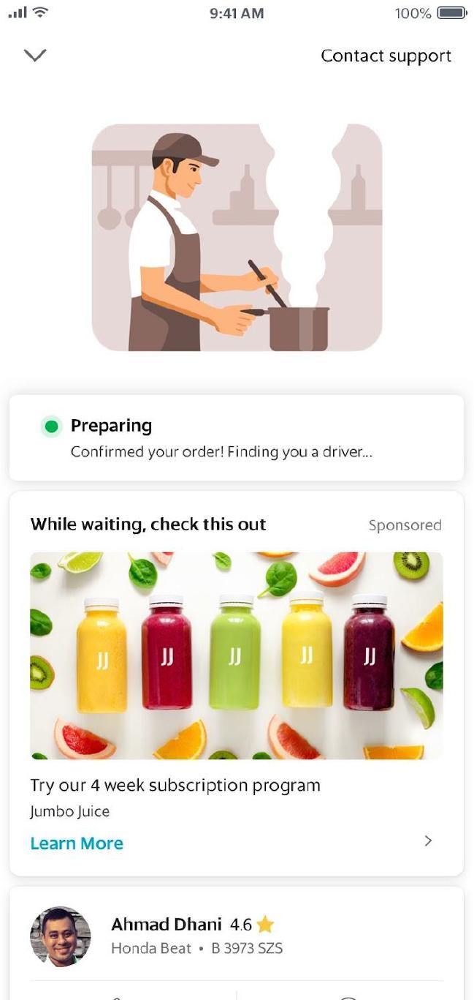 9:41 AM
100%
Contact support
Preparing
Confirmed your order! Finding you a driver...
While waiting, check this out
Sponsored
JJ JJ JJ JJ JJ
Try our 4 week subscription program
Jumbo Juice
Learn More
Ahmad Dhani 4.6
Honda Beat • B 3973 SZS